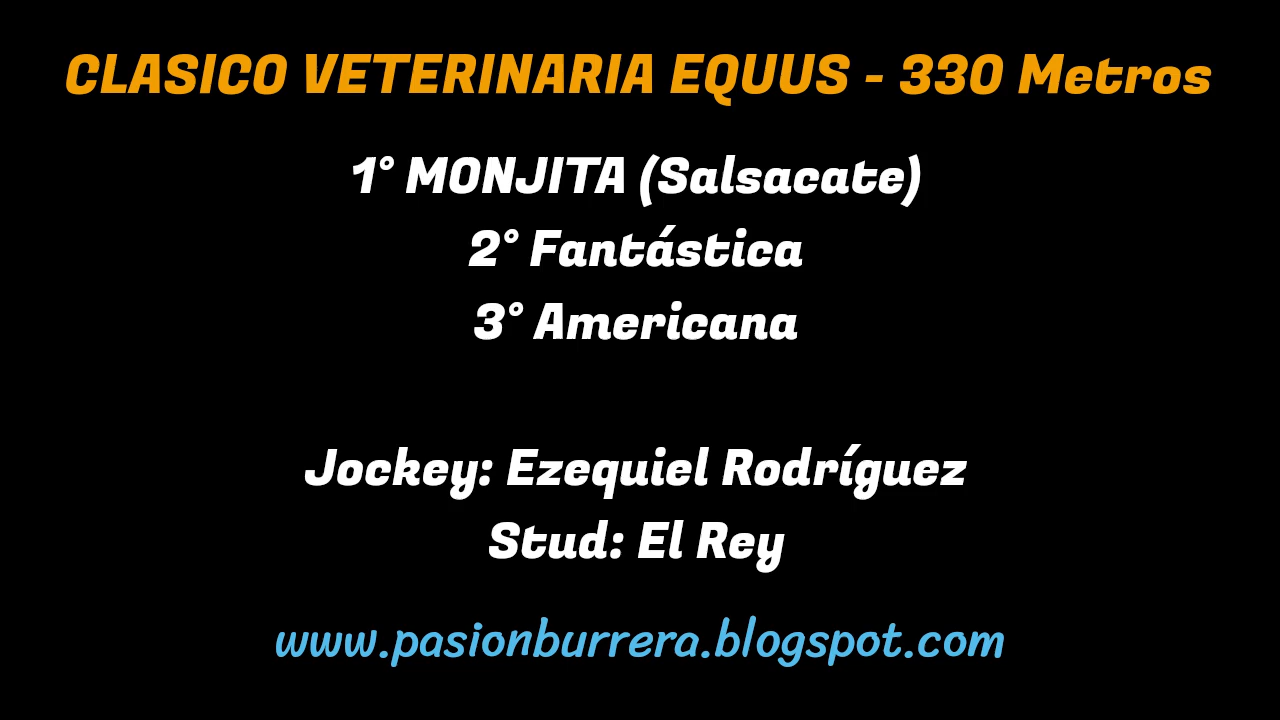 CLASICO VETERINARIA EQUUS - 330 Metros
1° MONJITA (Salsacate)
2° Fantástica
3° Americana
Jockey: Ezequiel Rodríguez
Stud: El Rey
www.pasionburrera.blogspot.com